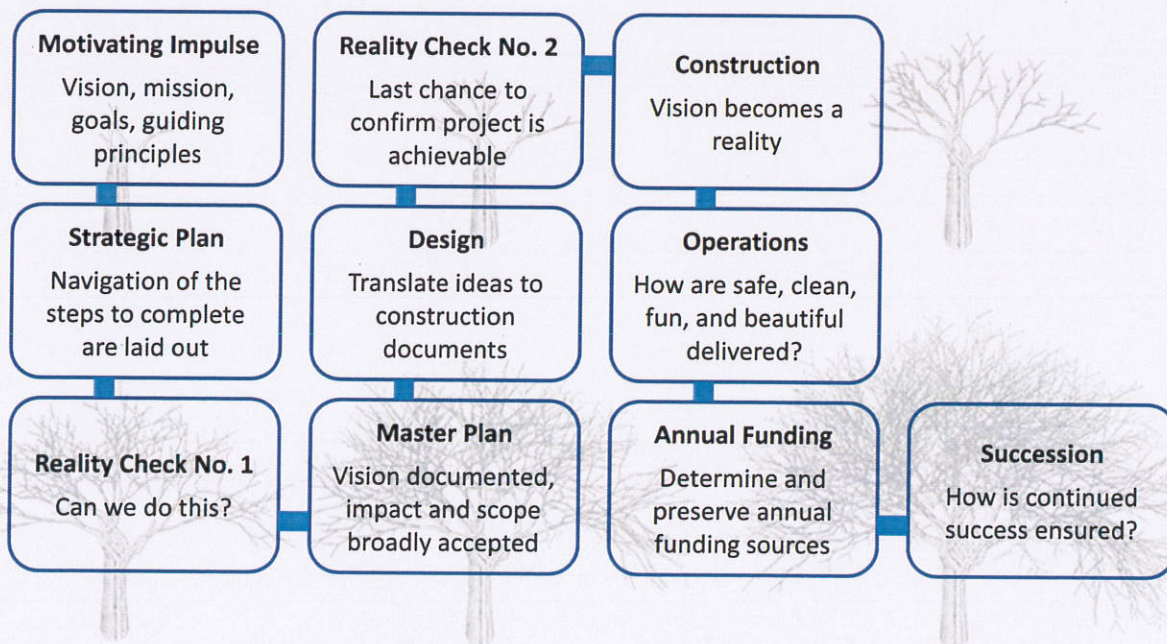 Motivating Impulse
Vision, mission,
goals, guiding
principles
Strategic Plan
Navigation of the
steps to complete
are laid out
Reality Check No. 1
Can we do this?
Master Plan
Vision documented,
impact and scope
broadly accepted
Design
Translate ideas to
construction
documents
Reality Check No. 2
Last chance to
confirm project is
achievable
Construction
Vision becomes a
reality
Operations
How are safe, clean,
fun, and beautiful
delivered?
Annual Funding
Determine and
preserve annual
funding sources
Succession
How is continued
success ensured?